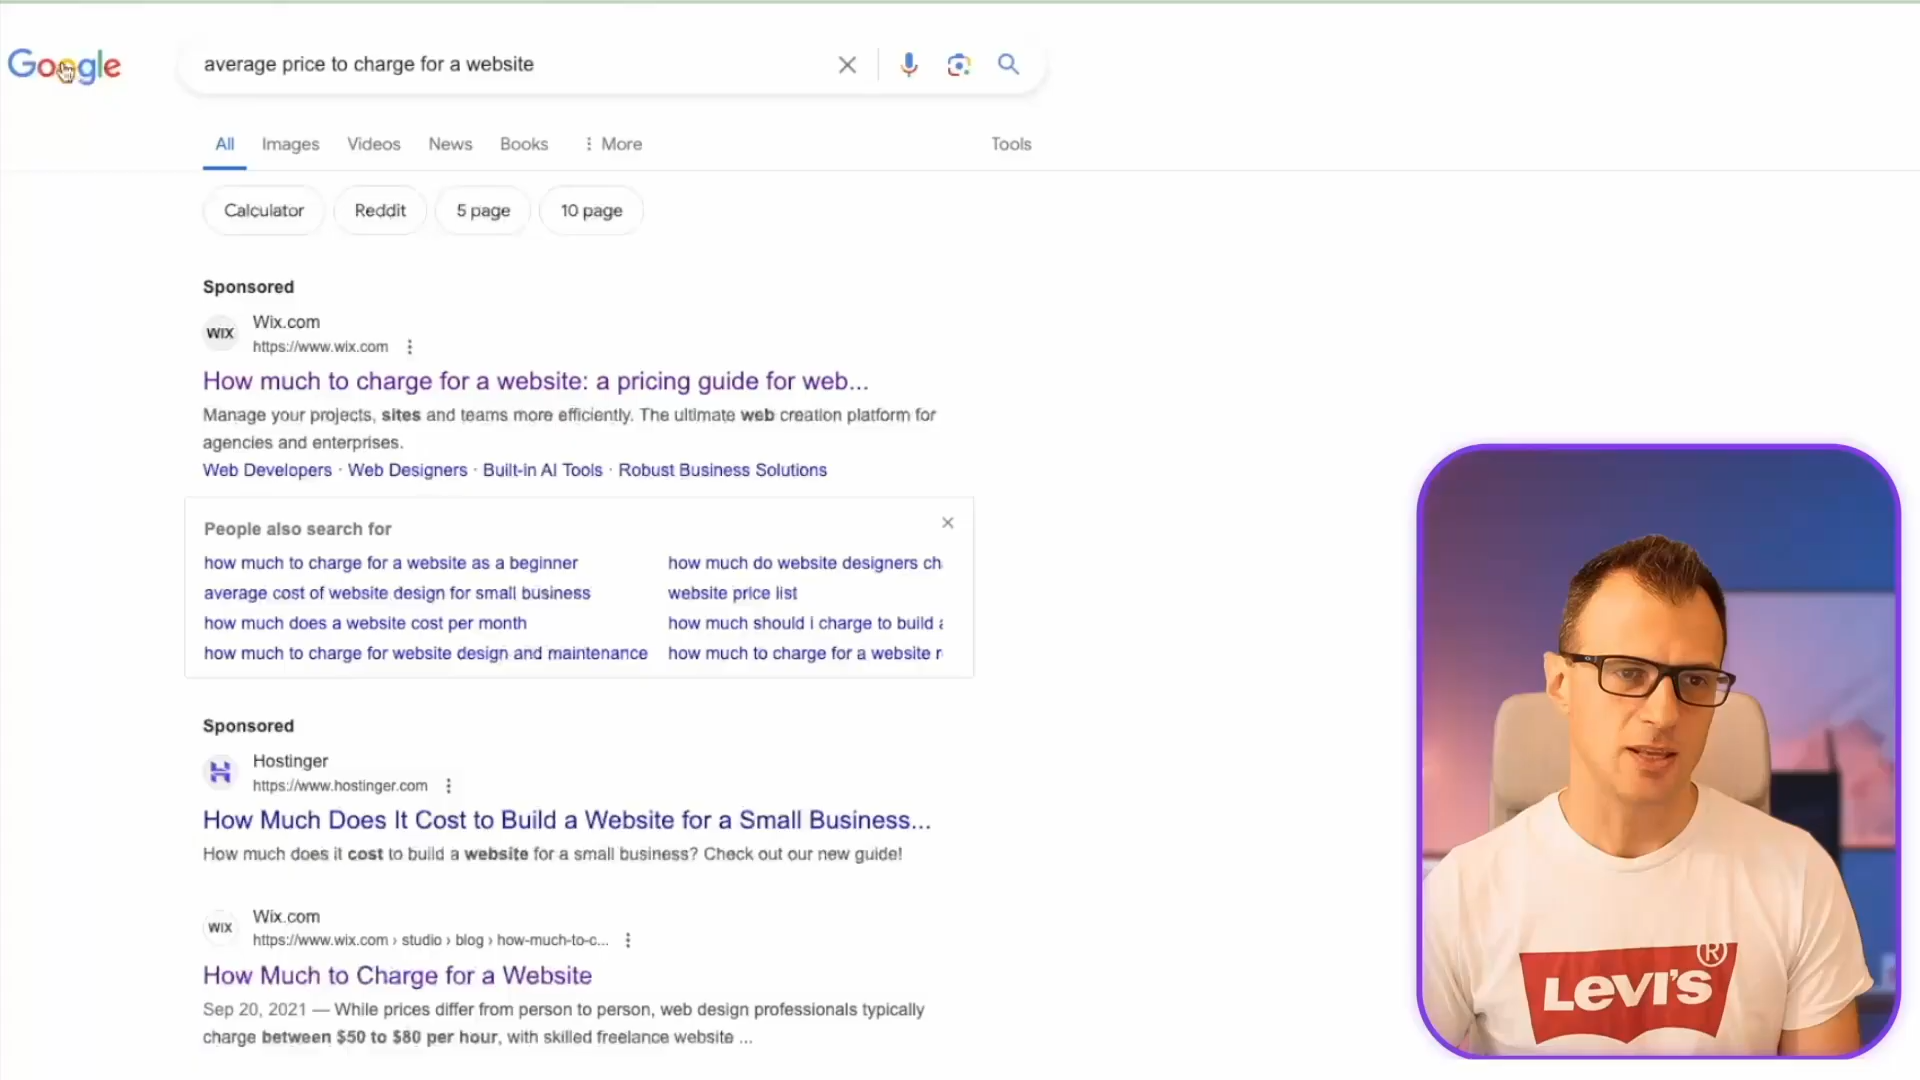 Google
average price to charge for a website
All Images Videos News Books More Tools
Calculator Reddit 5 page 10 page
Sponsored
WIX
Wix.com
https://www.wix.com
How much to charge for a website: a pricing guide for web...
Manage your projects, sites and teams more efficiently. The ultimate web creation platform for
agencies and enterprises.
Web Developers · Web Designers · Built-in AI Tools · Robust Business Solutions
People also search for
how much to charge for a website as a beginner
how much do website designers ch
average cost of website design for small business
website price list
how much does a website cost per month
how much should i charge to build a
how much to charge for website design and maintenance
how much to charge for a website r
Sponsored
Hostinger
https://www.hostinger.com
How Much Does It Cost to Build a Website for a Small Business...
How much does it cost to build a website for a small business? Check out our new guide!
WIX
Wix.com
https://www.wix.com › studio › blog › how-much-to-c...
How Much to Charge for a Website
Sep 20, 2021 — While prices differ from person to person, web design professionals typically
charge between $50 to $80 per hour, with skilled freelance website ...
LEVI'S®